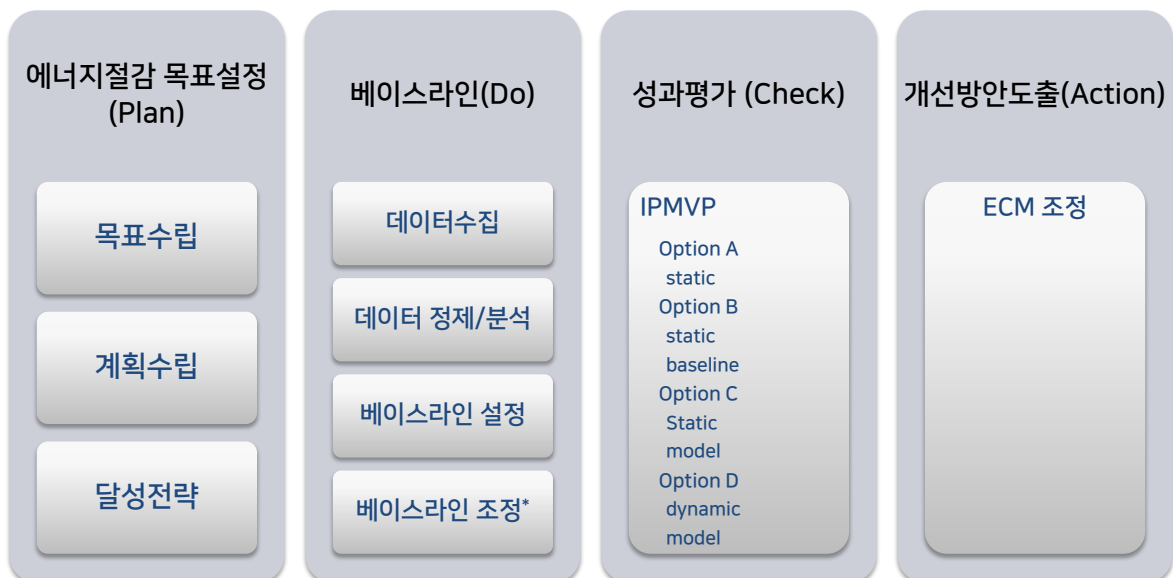 에너지절감 목표설정
(Plan)
목표수립
계획수립
달성전략
베이스라인(Do)
데이터수집
데이터 정제/분석
베이스라인 설정
베이스라인 조정*
성과평가 (Check)
IPMVP
Option A
static
Option B
static
baseline
Option C
Static
model
Option D
dynamic
model
개선방안도출(Action)
ECM 조정